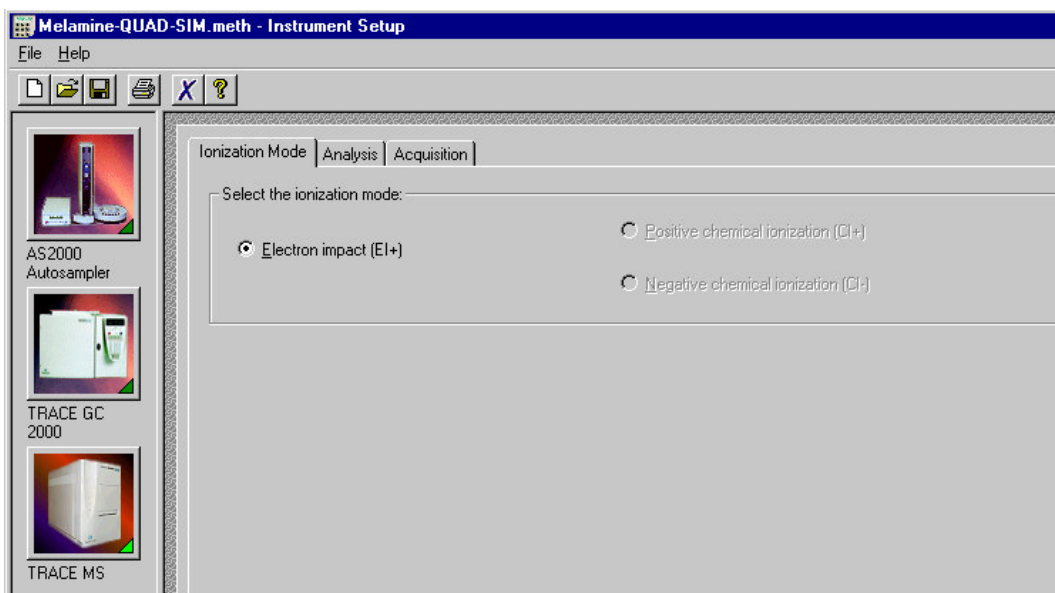 Melamine-QUAD-SIM.meth - Instrument Setup
File Help
Ionization Mode Analysis Acquisition
Select the ionization mode:
Electron impact (EI+)
Positive chemical ionization (CI+)
Negative chemical ionization (CI-)
AS2000
Autosampler
TRACE GC
2000
TRACE MS